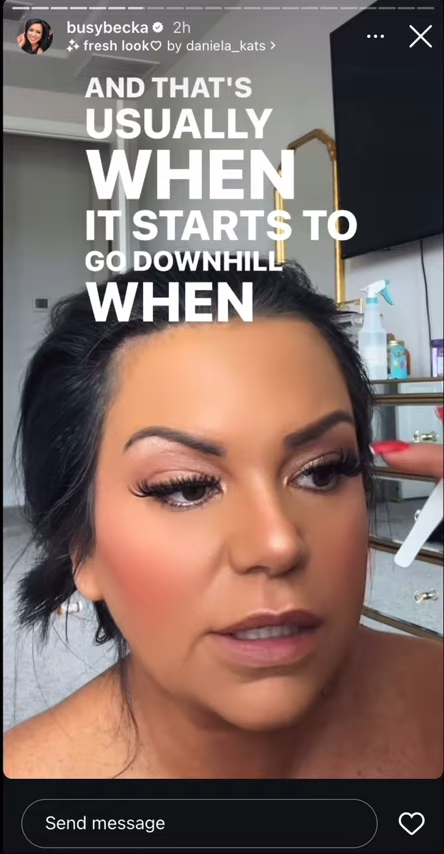 busybecka 2h
✨ fresh look♡ by daniela_kats >
AND THAT'S
USUALLY
WHEN
IT STARTS TO
GO DOWNHILL
WHEN
Send message